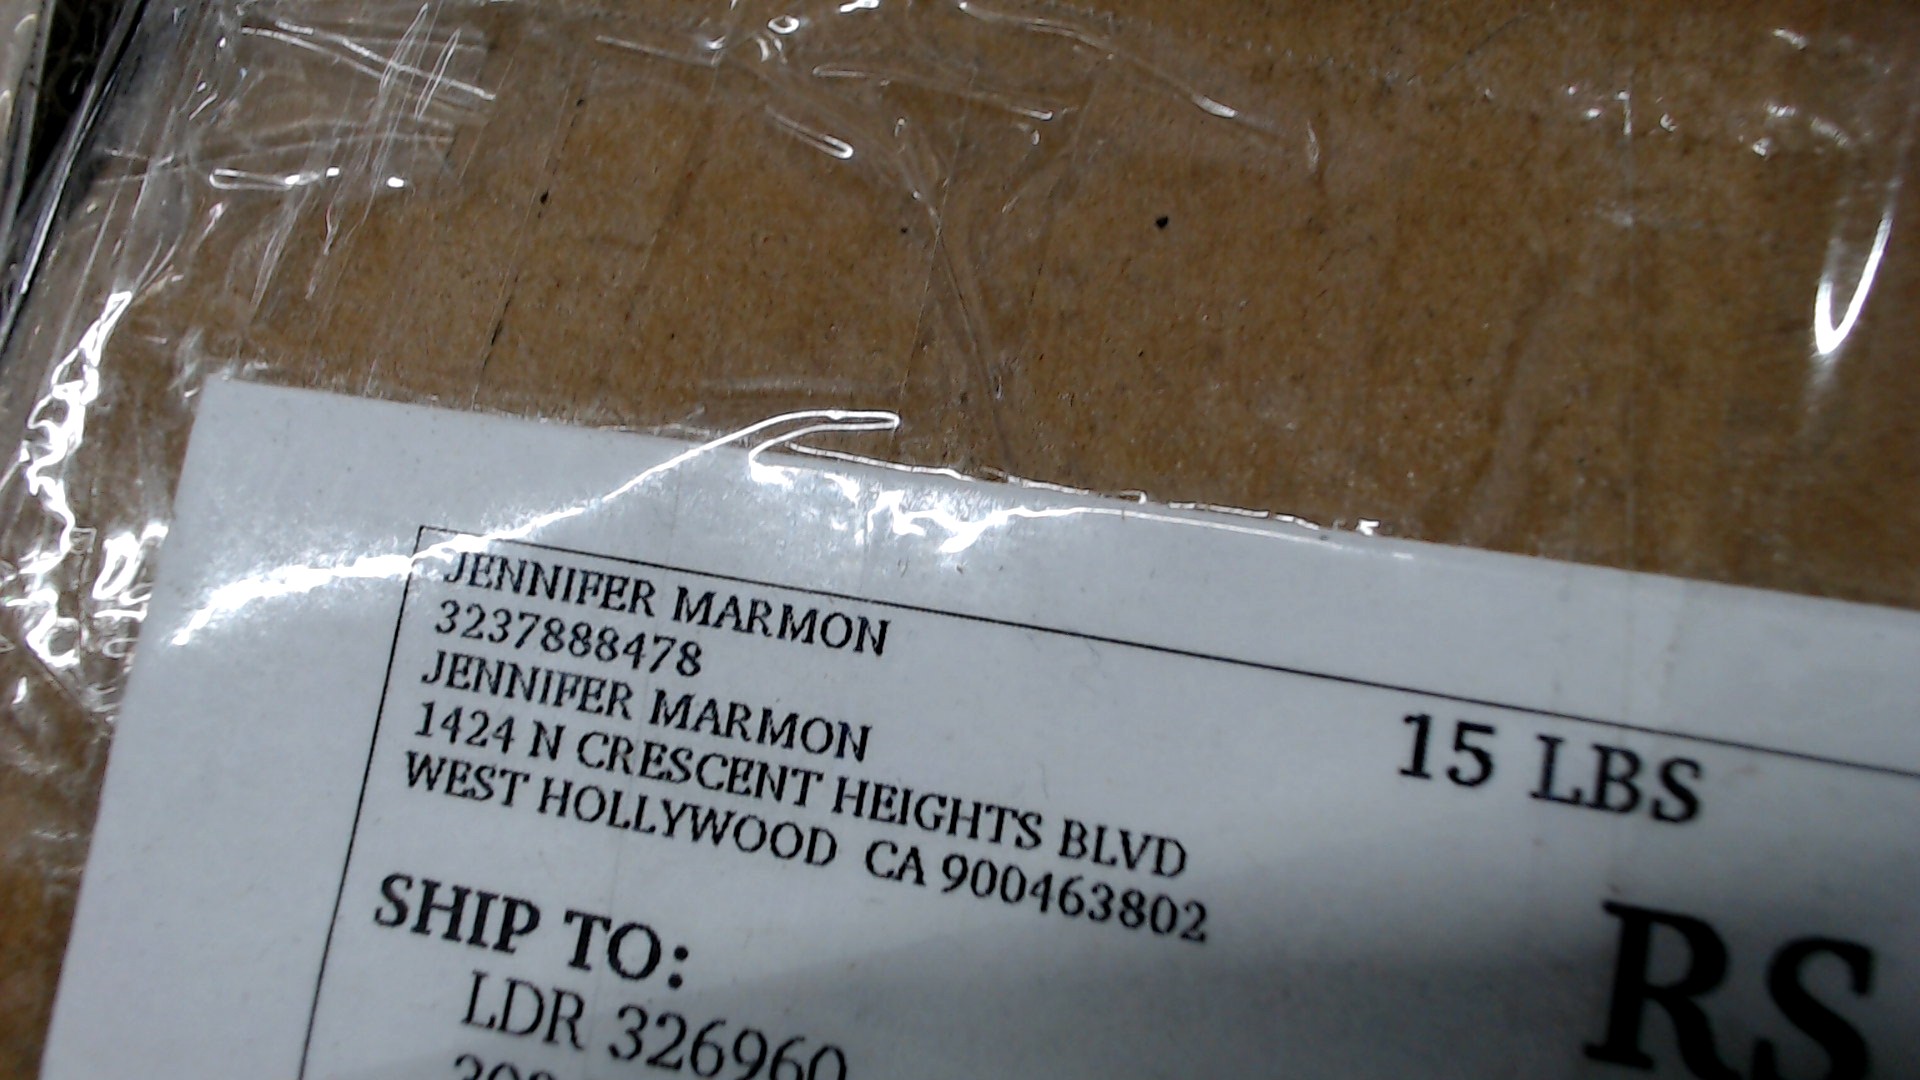 JENNIFER MARMON
3237888478
JENNIFER MARMON
1424 N CRESCENT HEIGHTS BLVD
WEST HOLLYWOOD CA 900463802
15 LBS
RS
SHIP TO:
LDR 326960